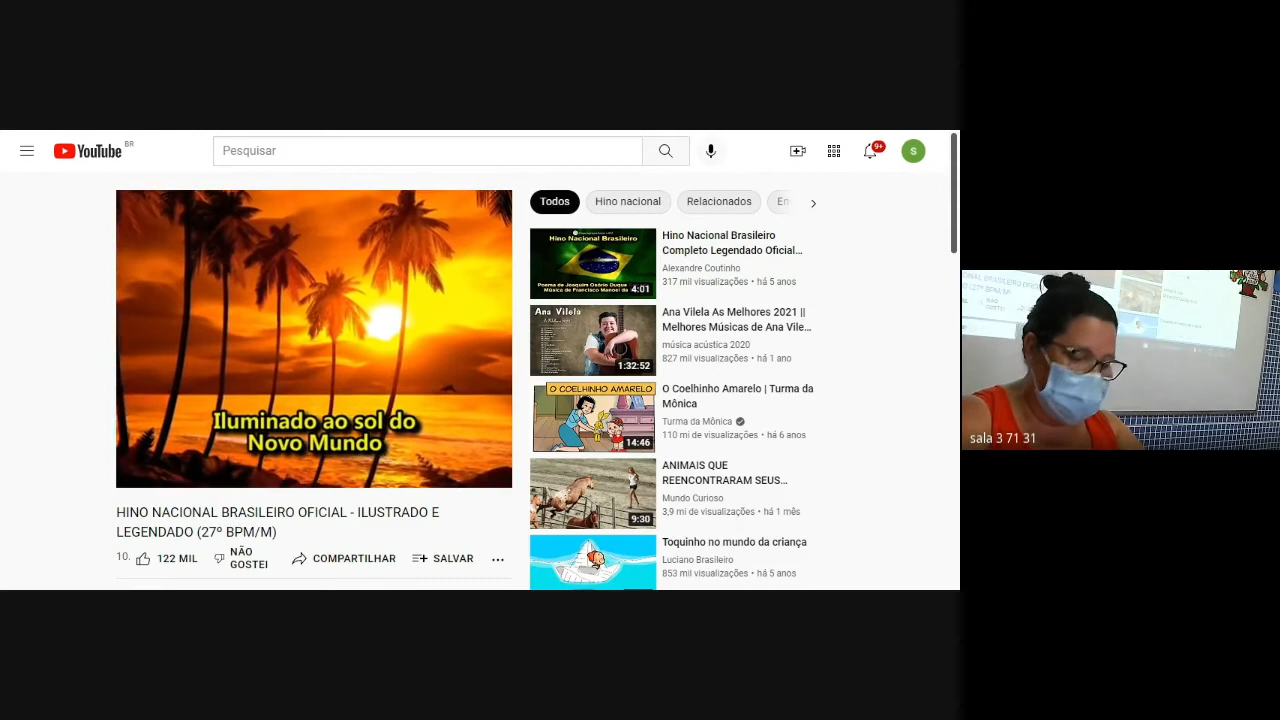 YouTube BR
Pesquisar
9+
S
Iluminado ao sol do
Novo Mundo
HINO NACIONAL BRASILEIRO OFICIAL - ILUSTRADO E
LEGENDADO (27º BPM/M)
10.
122 MIL
NÃO
GOSTEI
COMPARTILHAR
SALVAR
Todos
Hino nacional
Relacionados
Hino Nacional Brasileiro
4:01
Hino Nacional Brasileiro
Completo Legendado Oficial...
Alexandre Coutinho
317 mil visualizações • há 5 anos
Ana Vilela
1:32:52
Ana Vilela As Melhores 2021 ||
Melhores Músicas de Ana Vile...
música acústica 2020
827 mil visualizações • há 1 ano
O COELHINHO AMARELO
14:46
O Coelhinho Amarelo | Turma da
Mônica
Turma da Mônica
110 mi de visualizações • há 6 anos
9:30
ANIMAIS QUE
REENCONTRARAM SEUS...
Mundo Curioso
3,9 mi de visualizações • há 1 mês
Toquinho no mundo da criança
Luciano Brasileiro
853 mil visualizações • há 5 anos
sala 3 71 31